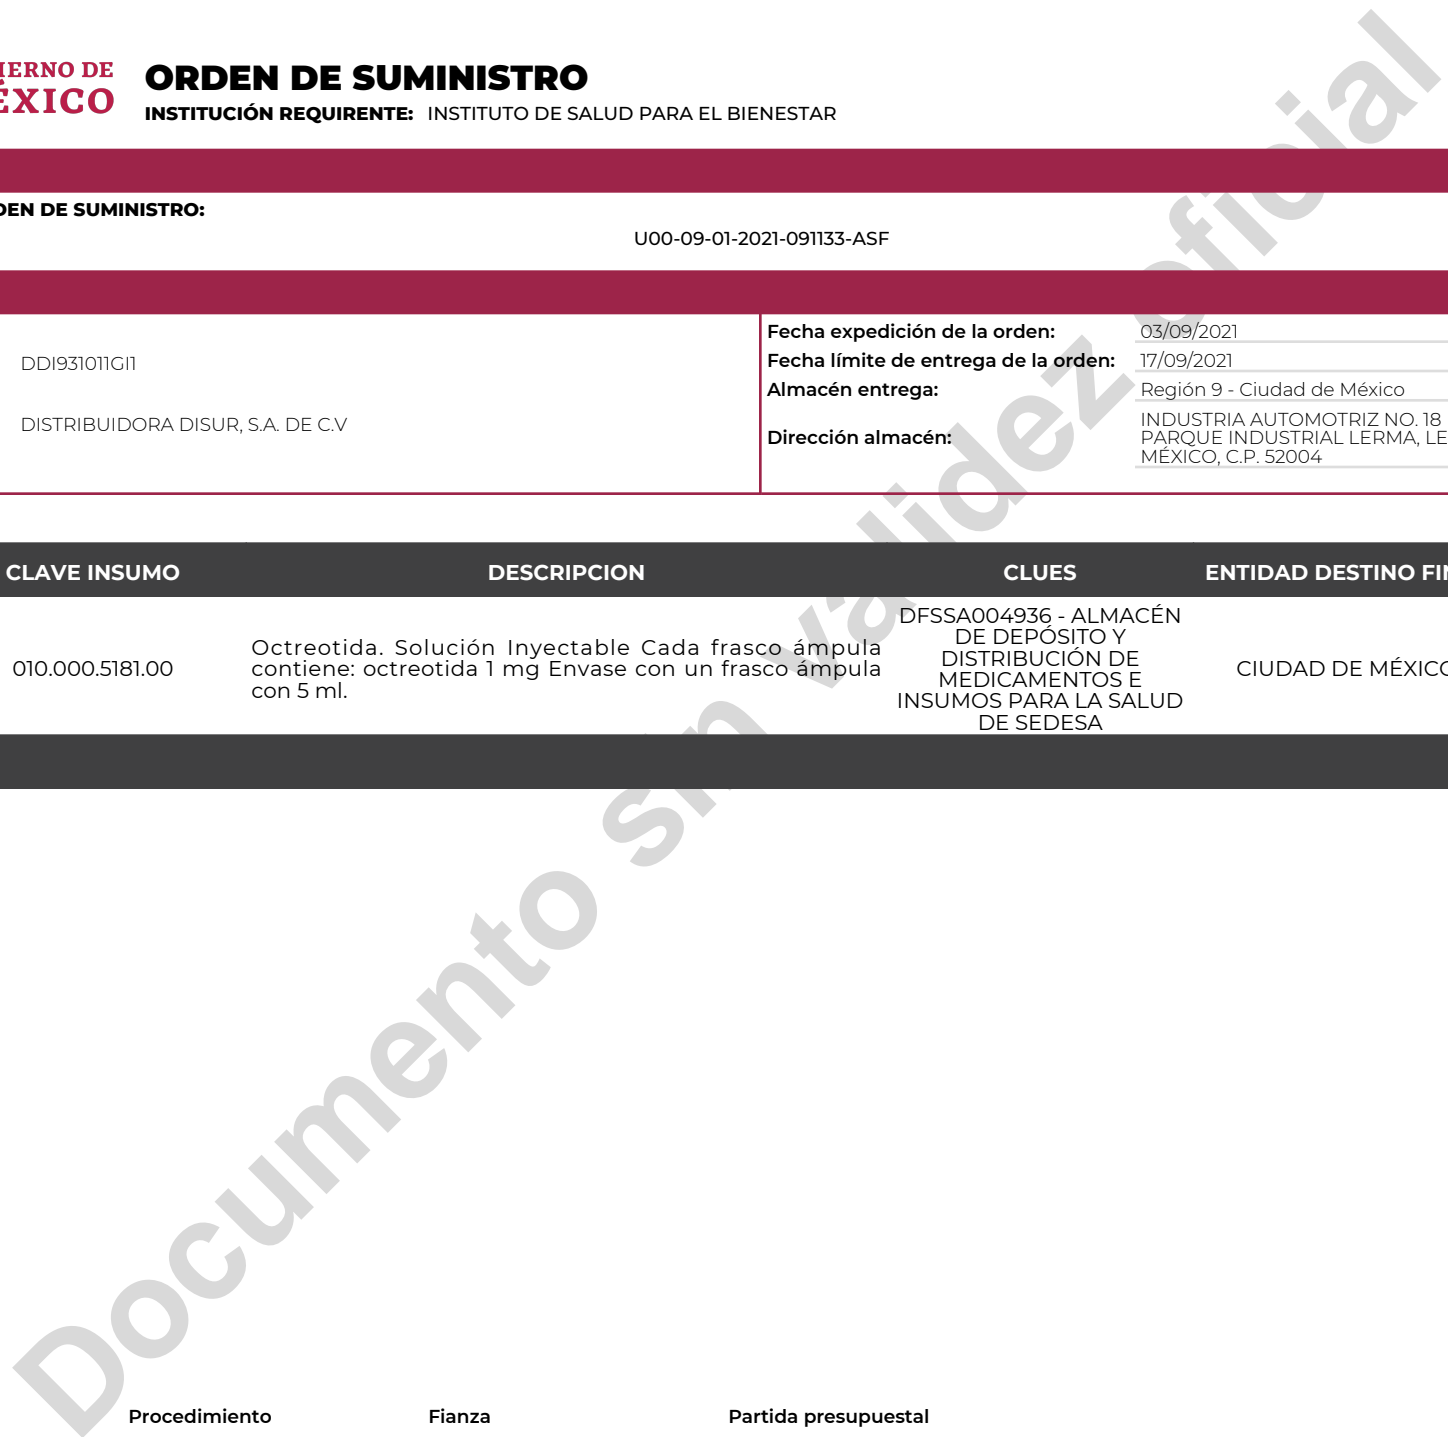 IERNO DE
ÉXICO
ORDEN DE SUMINISTRO
INSTITUCIÓN REQUIRENTE: INSTITUTO DE SALUD PARA EL BIENESTAR
DEN DE SUMINISTRO:
U00-09-01-2021-091133-ASF
DDI931011GI1
DISTRIBUIDORA DISUR, S.A. DE C.V
Fecha expedición de la orden: 03/09/2021
Fecha límite de entrega de la orden: 17/09/2021
Almacén entrega: Región 9 - Ciudad de México
Dirección almacén:
INDUSTRIA AUTOMOTRIZ NO. 18
PARQUE INDUSTRIAL LERMA, LE
MÉXICO, C.P. 52004
CLAVE INSUMO DESCRIPCION CLUES ENTIDAD DESTINO FIN
010.000.5181.00
Octreotida. Solución Inyectable Cada frasco ámpula
contiene: octreotida 1 mg Envase con un frasco ámpula
con 5 ml.
DFSSA004936 - ALMACÉN
DE DEPÓSITO Y
DISTRIBUCIÓN DE
MEDICAMENTOS E
INSUMOS PARA LA SALUD
DE SEDESA
CIUDAD DE MÉXICO
Documento sin validez oficial
Procedimiento Fianza Partida presupuestal